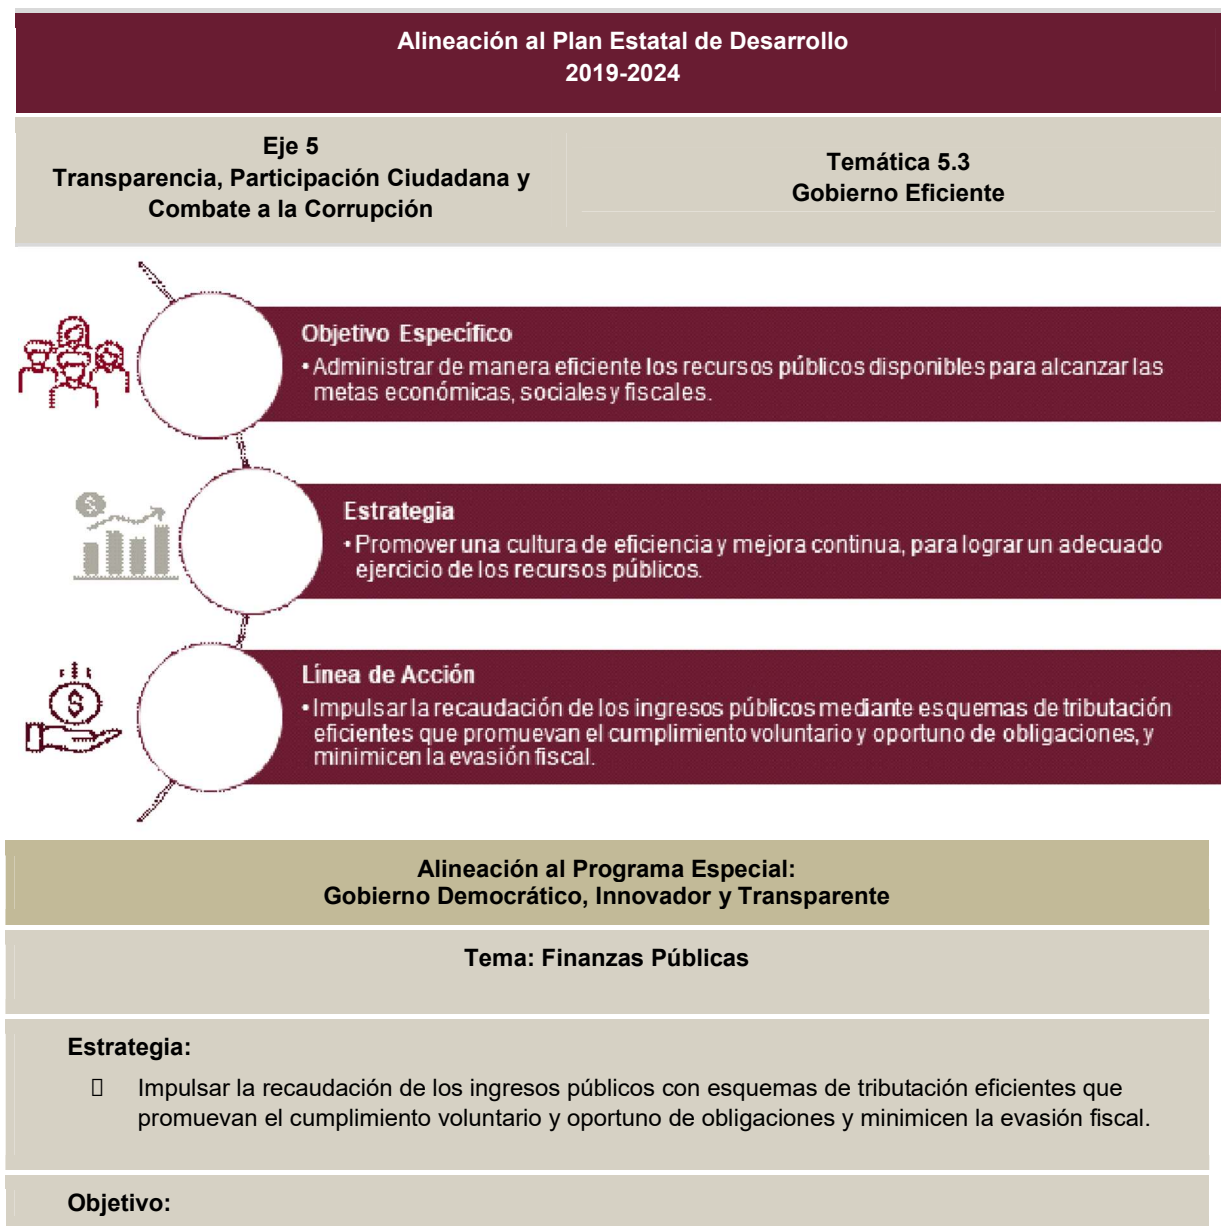 Alineación al Plan Estatal de Desarrollo
2019-2024
Eje 5
Transparencia, Participación Ciudadana y
Combate a la Corrupción
Temática 5.3
Gobierno Eficiente
Objetivo Específico
• Administrar de manera eficiente los recursos públicos disponibles para alcanzar las
metas económicas, sociales y fiscales.
Estrategia
• Promover una cultura de eficiencia y mejora continua, para lograr un adecuado
ejercicio de los recursos públicos.
Línea de Acción
• Impulsar la recaudación de los ingresos públicos mediante esquemas de tributación
eficientes que promuevan el cumplimiento voluntario y oportuno de obligaciones, y
minimicen la evasión fiscal.
Alineación al Programa Especial:
Gobierno Democrático, Innovador y Transparente
Tema: Finanzas Públicas
Estrategia:
Impulsar la recaudación de los ingresos públicos con esquemas de tributación eficientes que
promuevan el cumplimiento voluntario y oportuno de obligaciones y minimicen la evasión fiscal.
Objetivo: